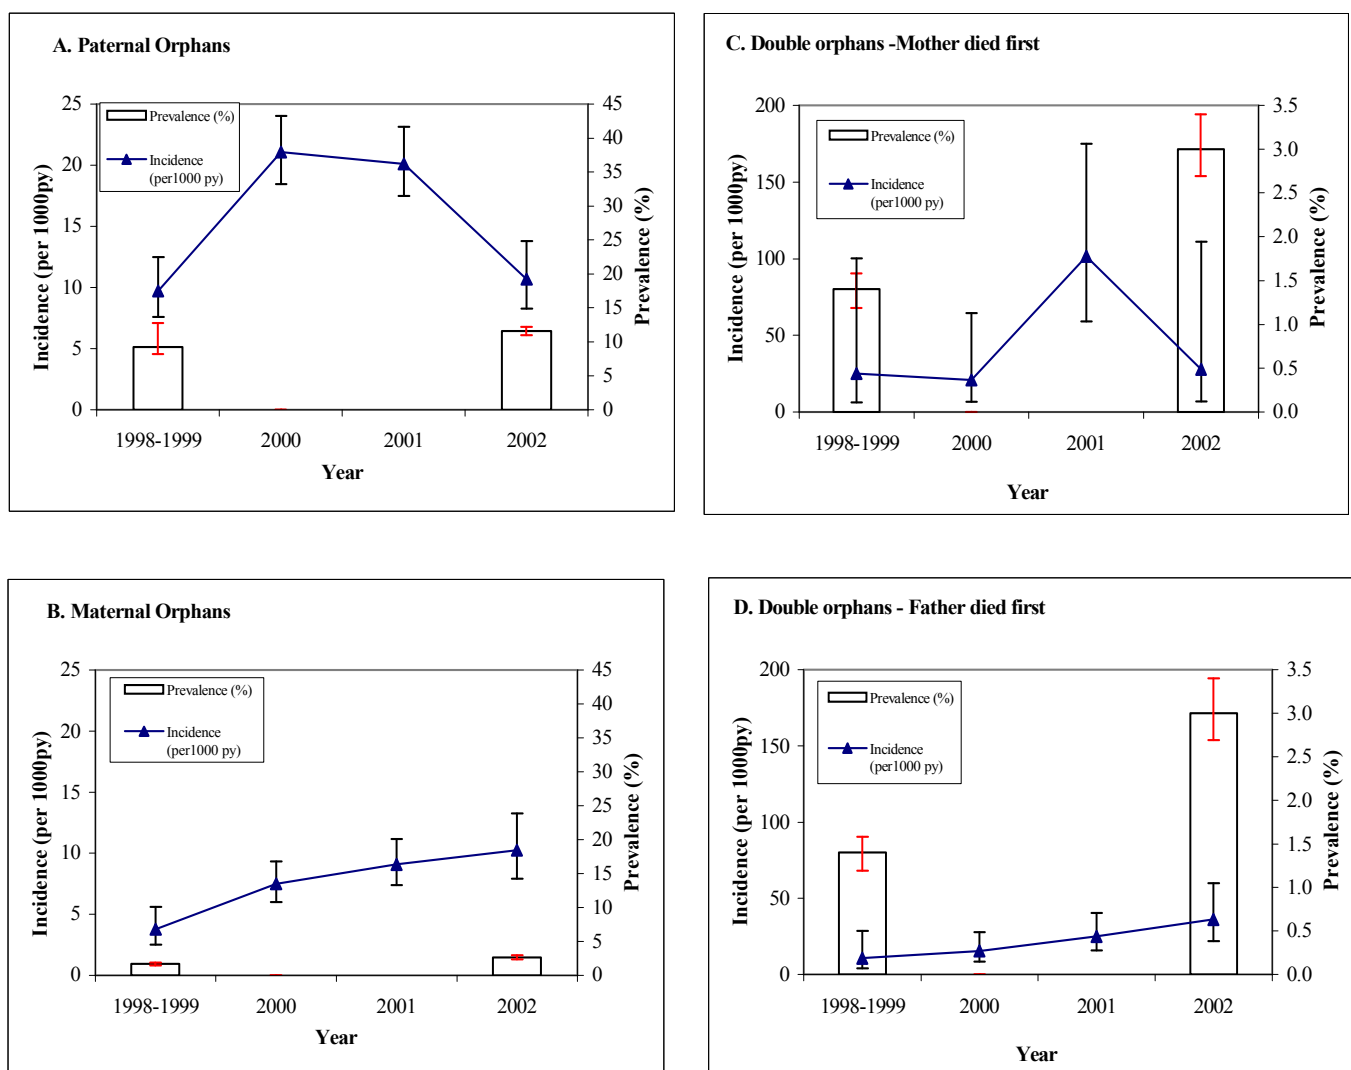 A. Paternal Orphans
25
20
15
10
5
0
Incidence (per 1000py)
Prevalence (%)
Incidence
(per1000 py)
45
40
35
30
25
20
15
10
5
0
Prevalence (%)
1998-1999 2000 2001 2002
Year
C. Double orphans -Mother died first
200
150
100
50
0
Incidence (per 1000py)
Prevalence (%)
Incidence
(per1000 py)
3.5
3.0
2.5
2.0
1.5
1.0
0.5
0.0
Prevalence (%)
1998-1999 2000 2001 2002
Year
B. Maternal Orphans
25
20
15
10
5
0
Incidence (per 1000py)
Prevalence (%)
Incidence
(per1000 py)
45
40
35
30
25
20
15
10
5
0
Prevalence (%)
1998-1999 2000 2001 2002
Year
D. Double orphans - Father died first
200
150
100
50
0
Incidence (per 1000py)
Prevalence (%)
Incidence
(per1000 py)
3.5
3.0
2.5
2.0
1.5
1.0
0.5
0.0
Prevalence (%)
1998-1999 2000 2001 2002
Year